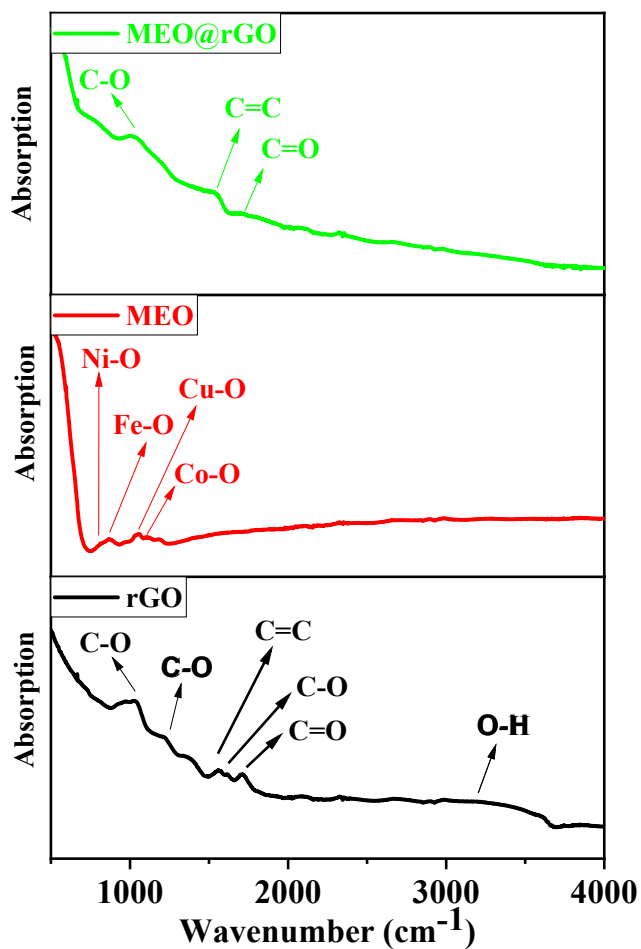 MEO@rGO
C-O
C=C
C=O
Absorption
MEO
Ni-O
Cu-O
Fe-O
Co-O
Absorption
rGO
C-O
C-O
C=C
C-O
C=O
O-H
Absorption
1000 2000 3000 4000
Wavenumber (cm⁻¹)